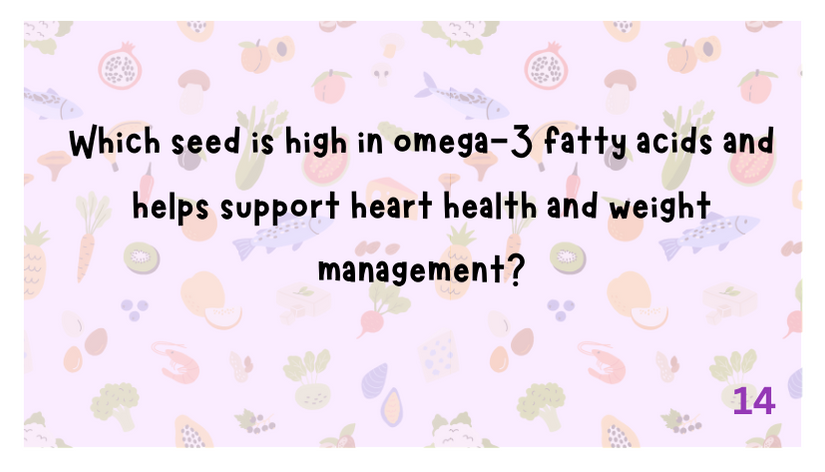 Which seed is high in omega-3 fatty acids and
helps support heart health and weight
management?
14